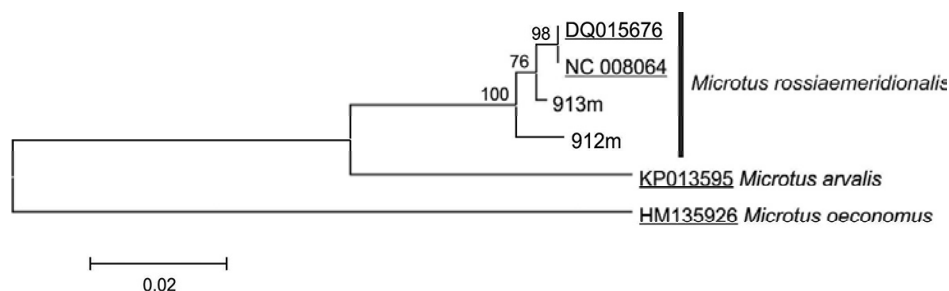 98 DQ015676
76 NC 008064
Microtus rossiaemeridionalis
100 913m
912m
KP013595 Microtus arvalis
HM135926 Microtus oeconomus
0.02